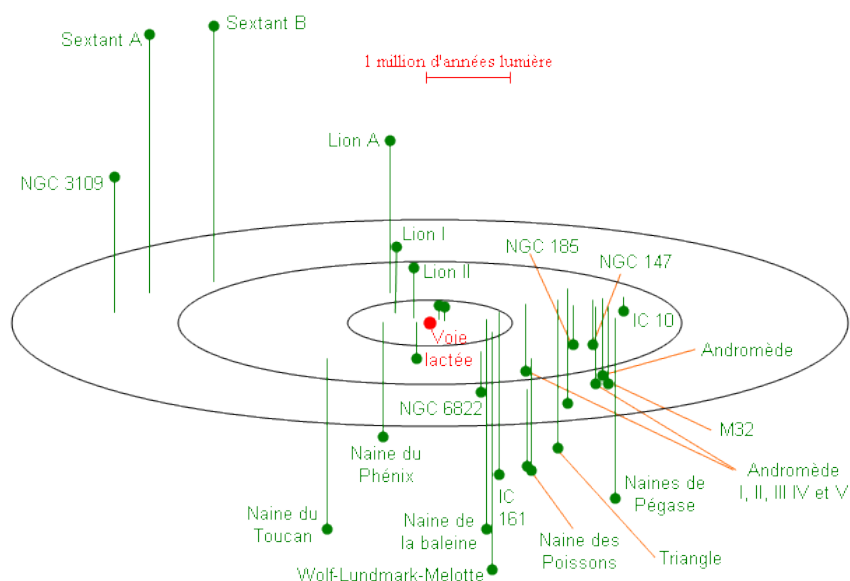 Sextant B
Sextant A
1 million d'années lumière
Lion A
NGC 3109
Lion I
NGC 185
NGC 147
Lion II
IC 10
Voie
lactée
Andromède
NGC 6822
M32
Naine du
Phénix
Andromède
I, II, III IV et V
Naines de
Pégase
IC
161
Naine du
Toucan
Naine de
la baleine
Naine des
Poissons
Triangle
Wolf-Lundmark-Melotte